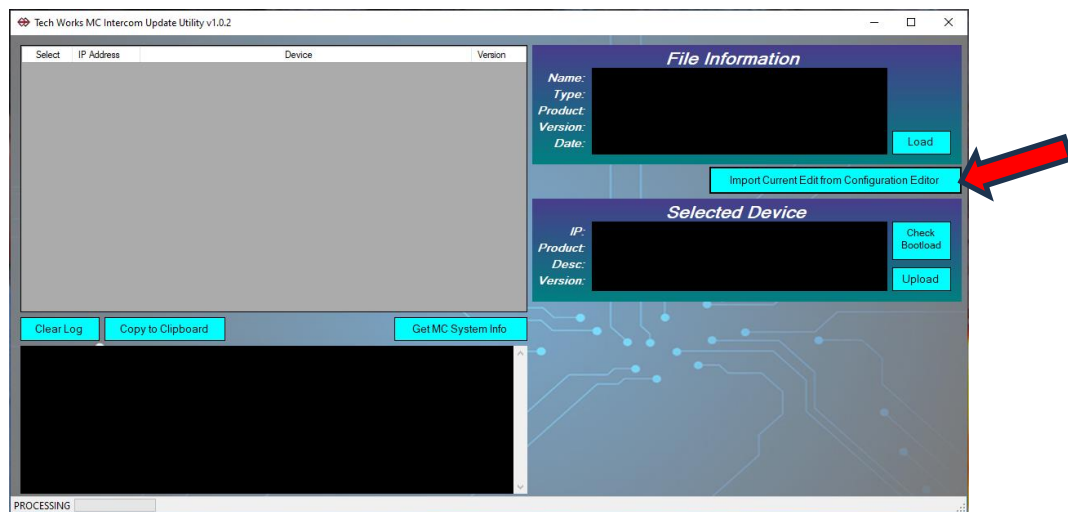 Tech Works MC Intercom Update Utility v1.0.2
Select IP Address Device Version
File Information
Name:
Type:
Product:
Version:
Date:
Load
Import Current Edit from Configuration Editor
Selected Device
IP:
Product:
Desc:
Version:
Check
Bootload
Upload
Clear Log Copy to Clipboard Get MC System Info
PROCESSING